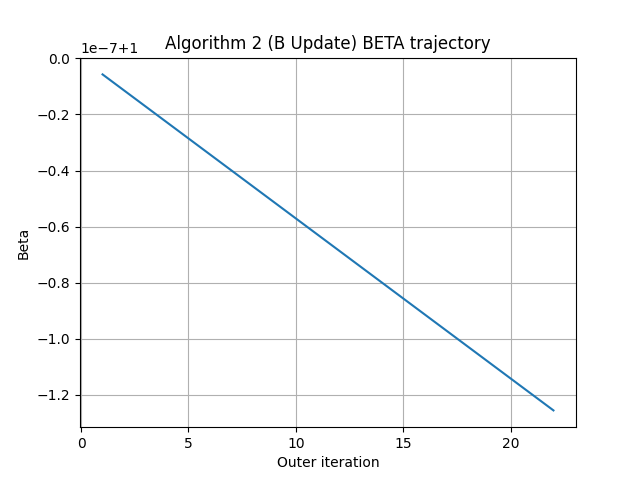 Algorithm 2 (B Update) BETA trajectory
1e−7+1
0.0
−0.2
−0.4
−0.6
−0.8
−1.0
−1.2
Beta
0 5 10 15 20
Outer iteration